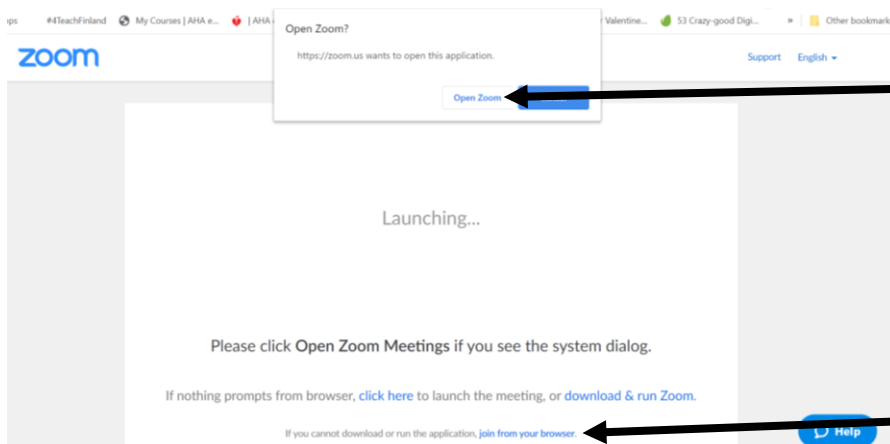 #4TeachFinland My Courses | AHA e... | AHA Valentine... 53 Crazy-good Digi... » Other bookmark
Open Zoom?
https://zoom.us wants to open this application.
Open Zoom
zoom
Support English
Launching...
Please click Open Zoom Meetings if you see the system dialog.
If nothing prompts from browser, click here to launch the meeting, or download & run Zoom.
If you cannot download or run the application, join from your browser.
Help